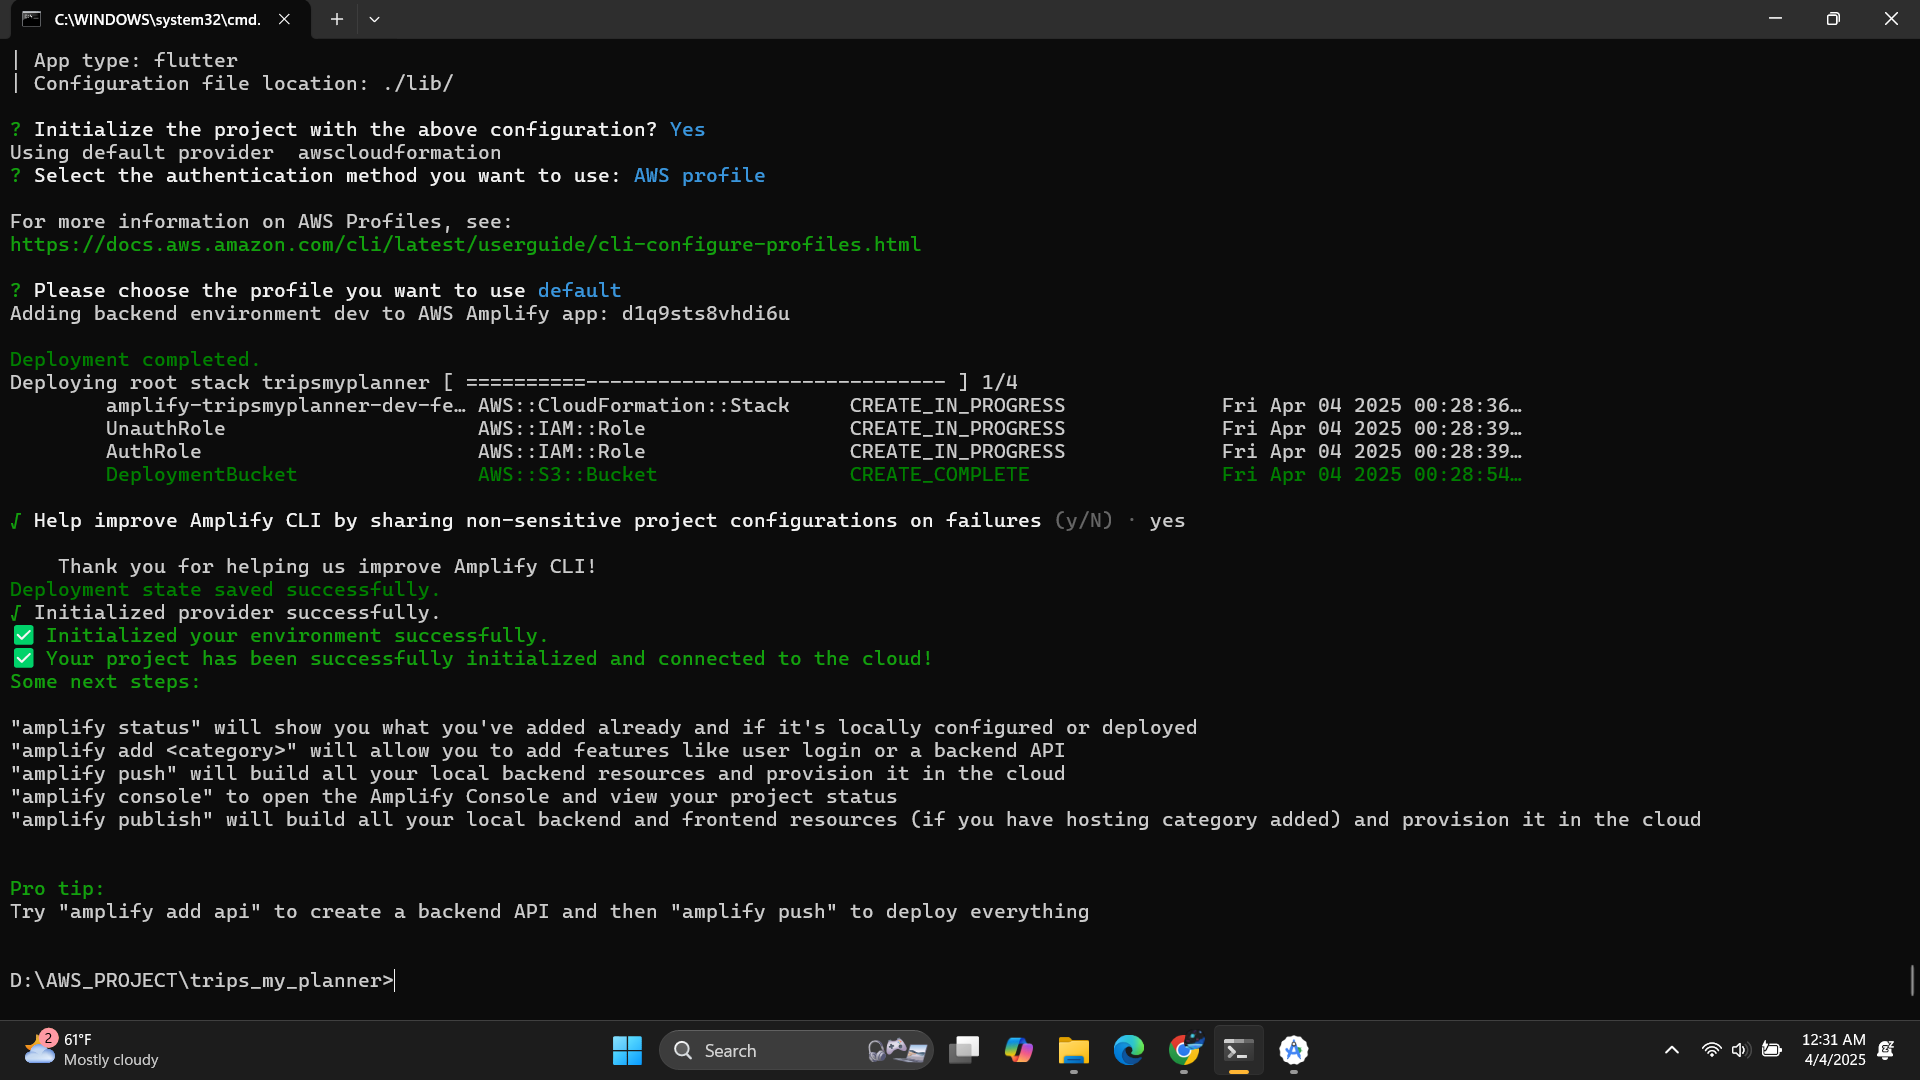 C:\WINDOWS\system32\cmd.
| App type: flutter
| Configuration file location: ./lib/
? Initialize the project with the above configuration? Yes
Using default provider  awscloudformation
? Select the authentication method you want to use: AWS profile
For more information on AWS Profiles, see:
https://docs.aws.amazon.com/cli/latest/userguide/cli-configure-profiles.html
? Please choose the profile you want to use default
Adding backend environment dev to AWS Amplify app: d1q9sts8vhdi6u
Deployment completed.
Deploying root stack tripsmyplanner [ ==========------------------------------ ] 1/4
amplify-tripsmyplanner-dev-fe… AWS::CloudFormation::Stack CREATE_IN_PROGRESS Fri Apr 04 2025 00:28:36…
UnauthRole AWS::IAM::Role CREATE_IN_PROGRESS Fri Apr 04 2025 00:28:39…
AuthRole AWS::IAM::Role CREATE_IN_PROGRESS Fri Apr 04 2025 00:28:39…
DeploymentBucket AWS::S3::Bucket CREATE_COMPLETE Fri Apr 04 2025 00:28:54…
√ Help improve Amplify CLI by sharing non-sensitive project configurations on failures (y/N) · yes
Thank you for helping us improve Amplify CLI!
Deployment state saved successfully.
√ Initialized provider successfully.
✅ Initialized your environment successfully.
✅ Your project has been successfully initialized and connected to the cloud!
Some next steps:
"amplify status" will show you what you've added already and if it's locally configured or deployed
"amplify add <category>" will allow you to add features like user login or a backend API
"amplify push" will build all your local backend resources and provision it in the cloud
"amplify console" to open the Amplify Console and view your project status
"amplify publish" will build all your local backend and frontend resources (if you have hosting category added) and provision it in the cloud
Pro tip:
Try "amplify add api" to create a backend API and then "amplify push" to deploy everything
D:\AWS_PROJECT\trips_my_planner>
2
61°F
Mostly cloudy
Search
12:31 AM
4/4/2025